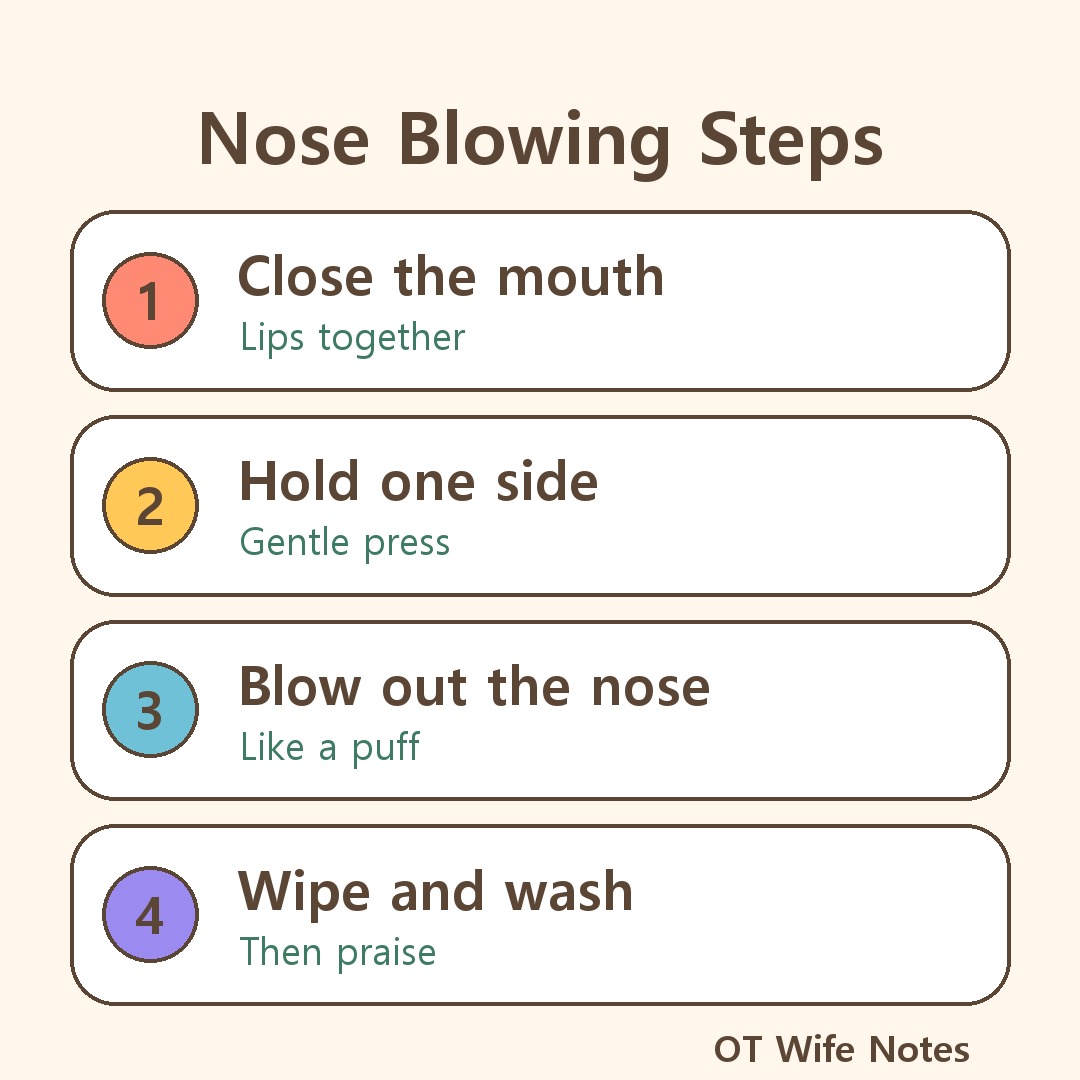 Nose Blowing Steps
1
Close the mouth
Lips together
2
Hold one side
Gentle press
3
Blow out the nose
Like a puff
4
Wipe and wash
Then praise
OT Wife Notes